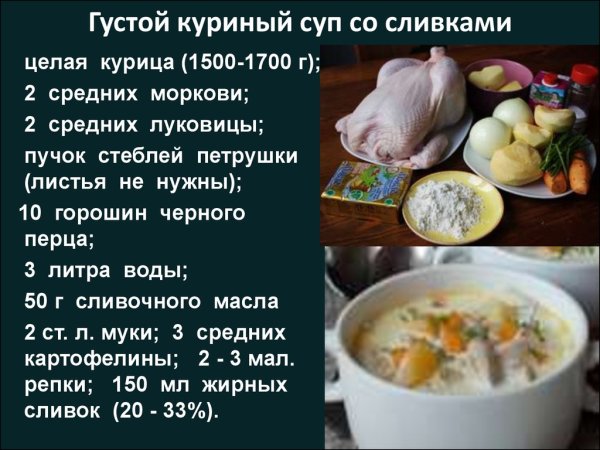 Густой куриный суп со сливками
целая курица (1500-1700 г);
2 средних моркови;
2 средних луковицы;
пучок стеблей петрушки
(листья не нужны);
10 горошин черного
перца;
3 литра воды;
50 г сливочного масла
2 ст. л. муки; 3 средних
картофелины; 2 - 3 мал.
репки; 150 мл жирных
сливок (20 - 33%).